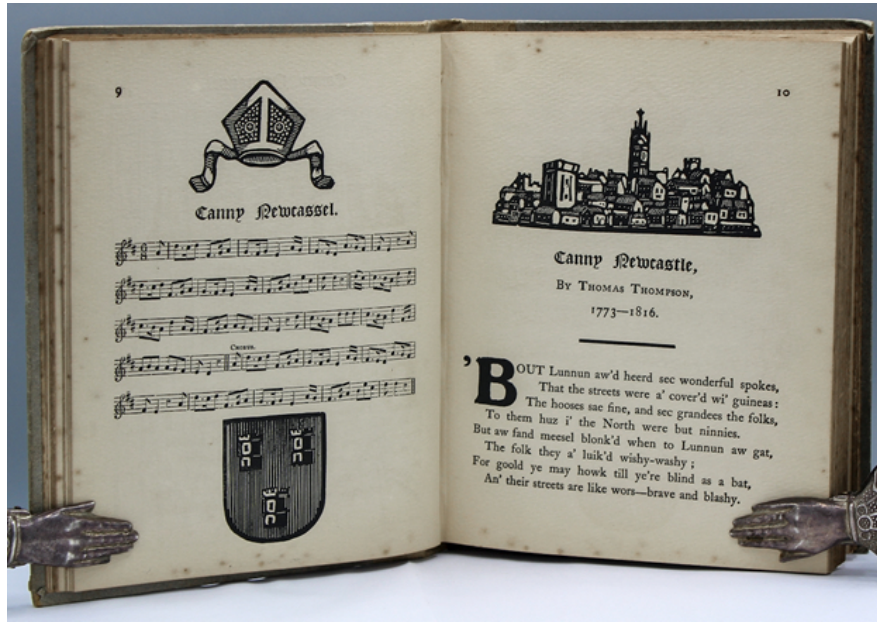 9
Canny Newcassel.
CHORUS.
10
Canny Newcastle,
BY THOMAS THOMPSON,
1773—1816.
'BOUT Lunnun aw'd heerd sec wonderful spokes,
That the streets were a' cover'd wi' guineas:
The hooses sae fine, and sec grandees the folks,
To them huz i' the North were but ninnies.
But aw fand meesel blonk'd when to Lunnun aw gat,
The folk they a' luik'd wishy-washy;
For goold ye may howk till ye're blind as a bat,
An' their streets are like wors—brave and blashy.